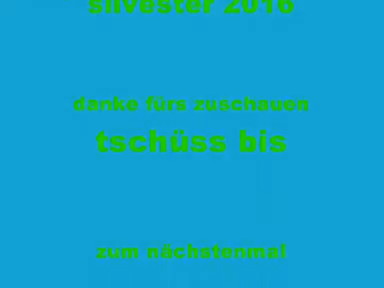 silvester 2016
danke fürs zuschauen
tschüss bis
zum nächstenmal